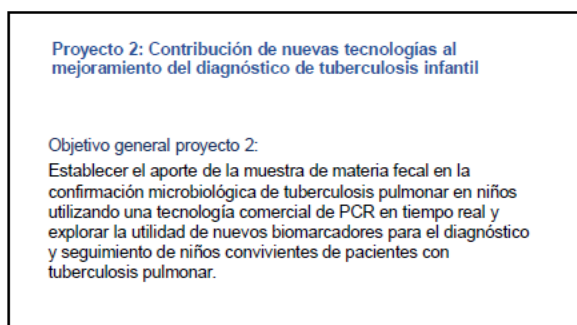 Proyecto 2: Contribución de nuevas tecnologías al
mejoramiento del diagnóstico de tuberculosis infantil
Objetivo general proyecto 2:
Establecer el aporte de la muestra de materia fecal en la
confirmación microbiológica de tuberculosis pulmonar en niños
utilizando una tecnología comercial de PCR en tiempo real y
explorar la utilidad de nuevos biomarcadores para el diagnóstico
y seguimiento de niños convivientes de pacientes con
tuberculosis pulmonar.